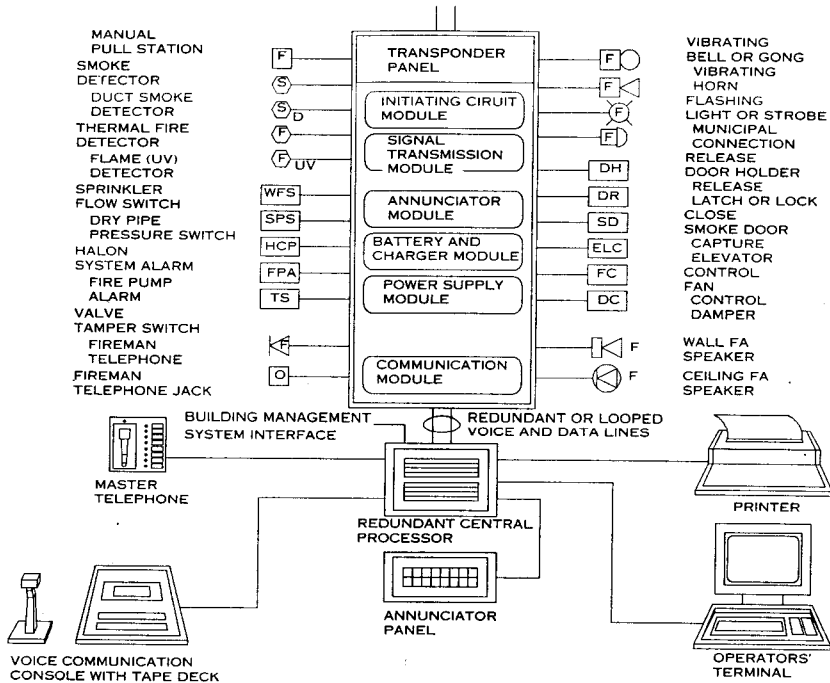 MANUAL
PULL STATION
SMOKE
DETECTOR
DUCT SMOKE
DETECTOR
THERMAL FIRE
DETECTOR
FLAME (UV)
DETECTOR
SPRINKLER
FLOW SWITCH
DRY PIPE
PRESSURE SWITCH
HALON
SYSTEM ALARM
FIRE PUMP
ALARM
VALVE
TAMPER SWITCH
FIREMAN
TELEPHONE
FIREMAN
TELEPHONE JACK
F
S
S
D
F
F
UV
WFS
SPS
HCP
FPA
TS
F
O
TRANSPONDER
PANEL
INITIATING CIRUIT
MODULE
SIGNAL
TRANSMISSION
MODULE
ANNUNCIATOR
MODULE
BATTERY AND
CHARGER MODULE
POWER SUPPLY
MODULE
COMMUNICATION
MODULE
F
F
F
F
DH
DR
SD
ELC
FC
DC
F
F
VIBRATING
BELL OR GONG
VIBRATING
HORN
FLASHING
LIGHT OR STROBE
MUNICIPAL
CONNECTION
RELEASE
DOOR HOLDER
RELEASE
LATCH OR LOCK
CLOSE
SMOKE DOOR
CAPTURE
ELEVATOR
CONTROL
FAN
CONTROL
DAMPER
WALL FA
SPEAKER
CEILING FA
SPEAKER
BUILDING MANAGEMENT
SYSTEM INTERFACE
REDUNDANT OR LOOPED
VOICE AND DATA LINES
MASTER
TELEPHONE
REDUNDANT CENTRAL
PROCESSOR
PRINTER
ANNUNCIATOR
PANEL
VOICE COMMUNICATION
CONSOLE WITH TAPE DECK
OPERATORS'
TERMINAL